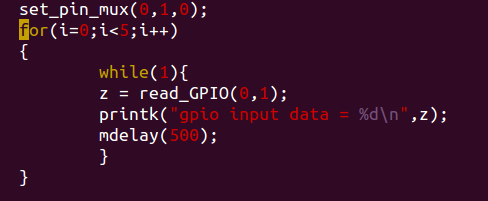 set_pin_mux(0,1,0);
for(i=0;i<5;i++)
{
        while(1){
        z = read_GPIO(0,1);
        printk("gpio input data = %d\n",z);
        mdelay(500);
        }
}